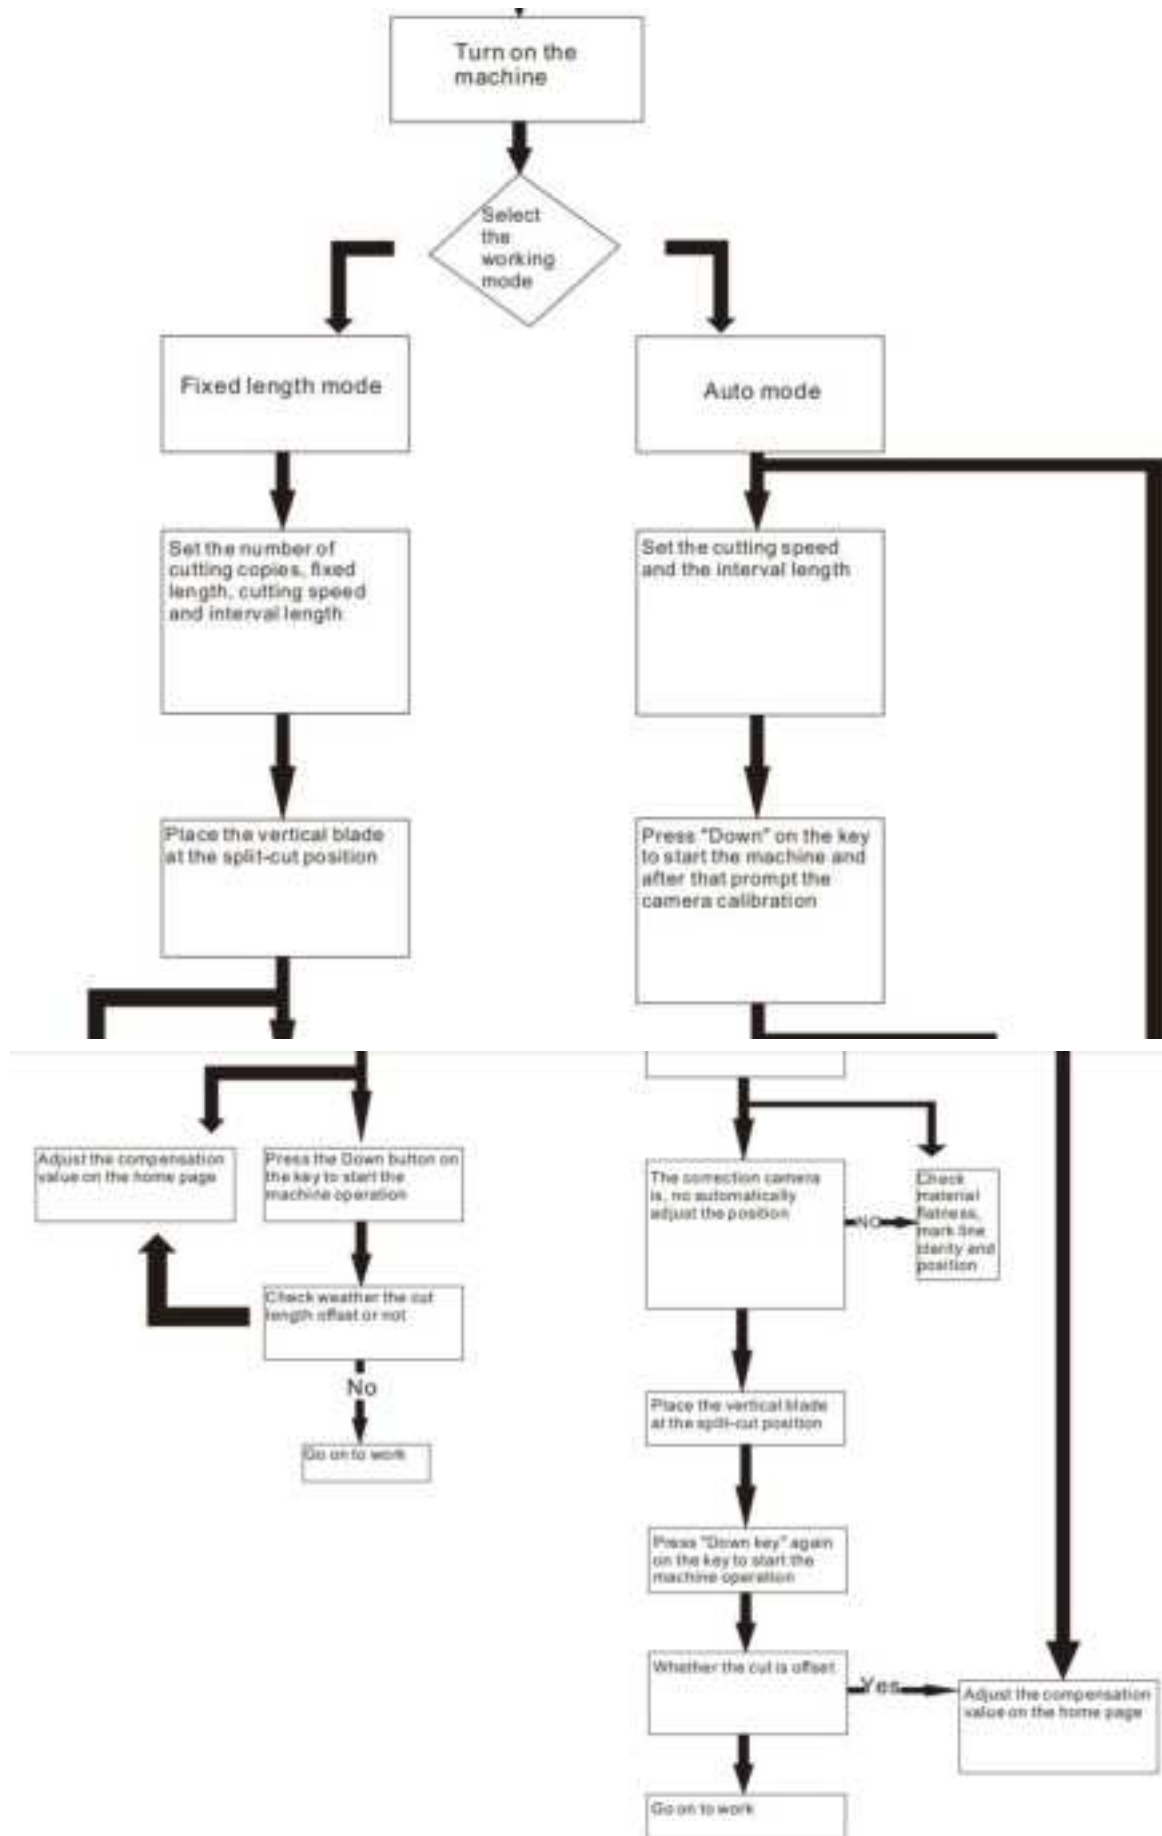 Turn on the
machine
Select
the
working
mode
Fixed length mode
Auto mode
Set the number of
cutting copies, fixed
length, cutting speed
and interval length
Set the cutting speed
and the interval length
Place the vertical blade
at the split-cut position
Press "Down" on the key
to start the machine and
after that prompt the
camera calibration
Adjust the compensation
value on the home page
Press the Down button on
the key to start the
machine operation
The correction camera
is, no automatically
adjust the position
NO
Check
material
flatness,
mark line
clarity and
position
Check weather the cut
length offset or not
No
Go on to work
Place the vertical blade
at the split-cut position
Press "Down key" again
on the key to start the
machine operation
Whether the cut is offset
Yes
Adjust the compensation
value on the home page
Go on to work